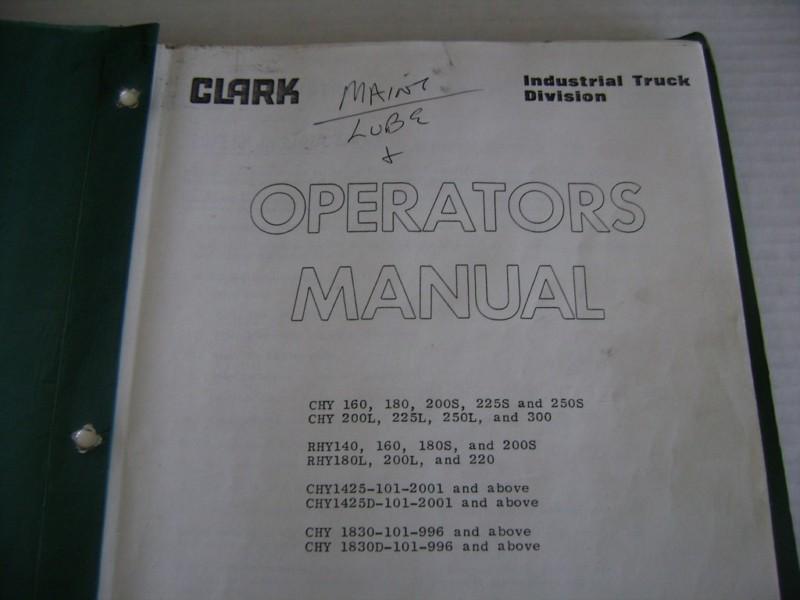 CLARK
MAINT
LUBE
+
Industrial Truck
Division
OPERATORS
MANUAL
CHY 160, 180, 200S, 225S and 250S
CHY 200L, 225L, 250L, and 300
RHY140, 160, 180S, and 200S
RHY180L, 200L, and 220
CHY1425-101-2001 and above
CHY1425D-101-2001 and above
CHY 1830-101-996 and above
CHY 1830D-101-996 and above